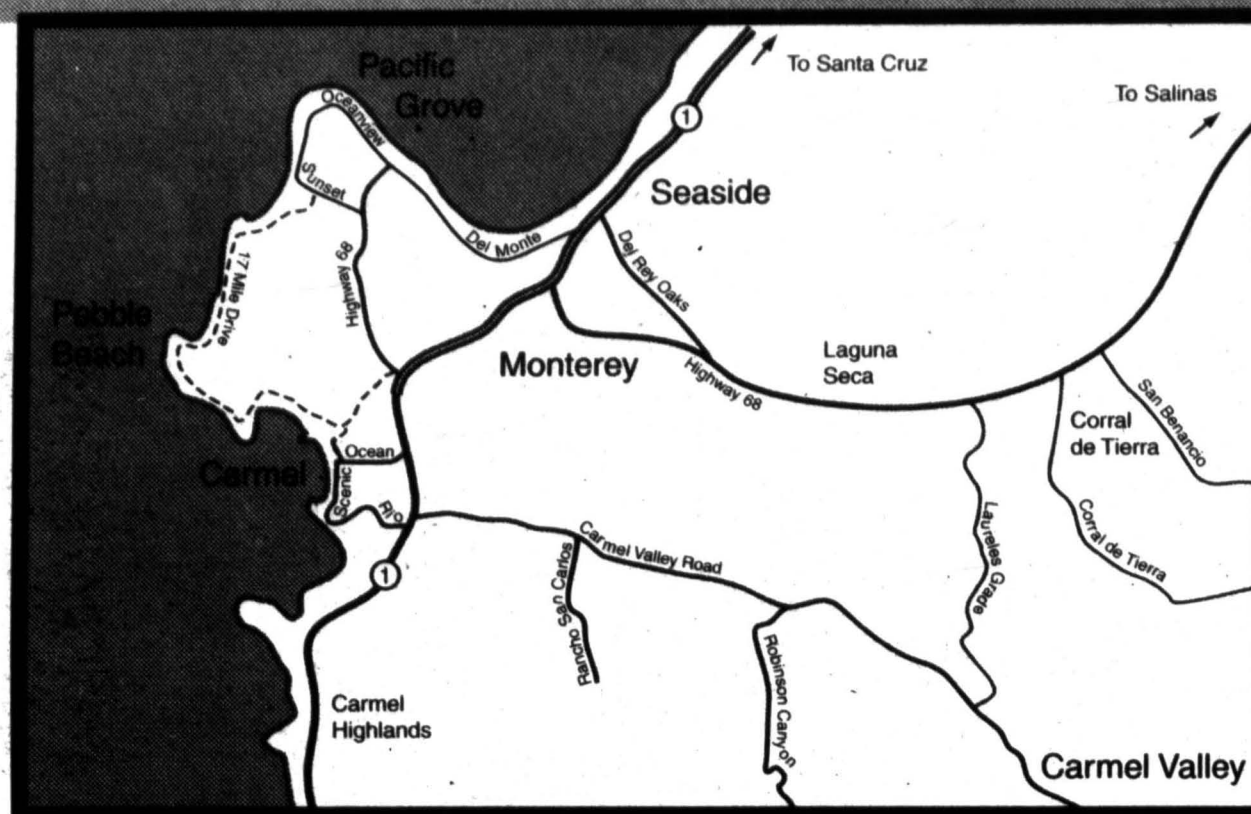 To Santa Cruz
To Salinas
Pacific
Grove
Oceanview
1
Sunset
Seaside
Del Monte
Del Rey Oaks
17 Mile Drive
Highway 68
Pebble
Beach
Monterey
Highway 68
Laguna
Seca
San Benancio
Corral
de Tierra
Ocean
Carmel
Scenic
Rio
Carmel Valley Road
Laureles Grade
Corral de Tierra
1
Rancho San Carlos
Robinson Canyon
Carmel
Highlands
Carmel Valley